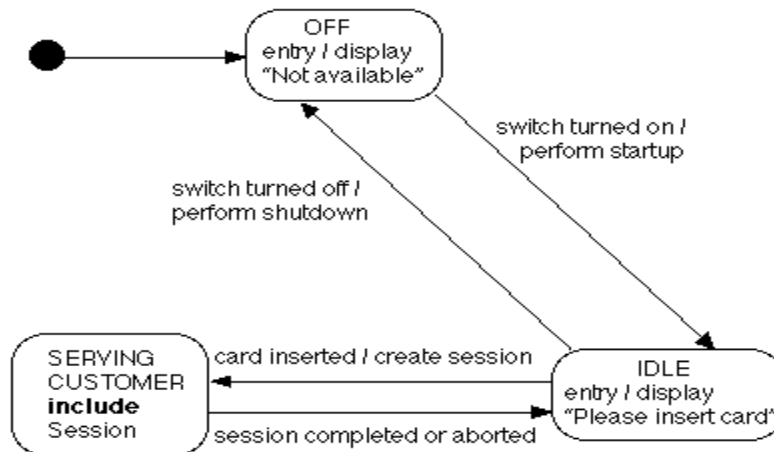 OFF
entry / display
“Not available”
switch turned on /
perform startup
switch turned off /
perform shutdown
SERVING
CUSTOMER
include
Session
card inserted / create session
session completed or aborted
IDLE
entry / display
“Please insert card”